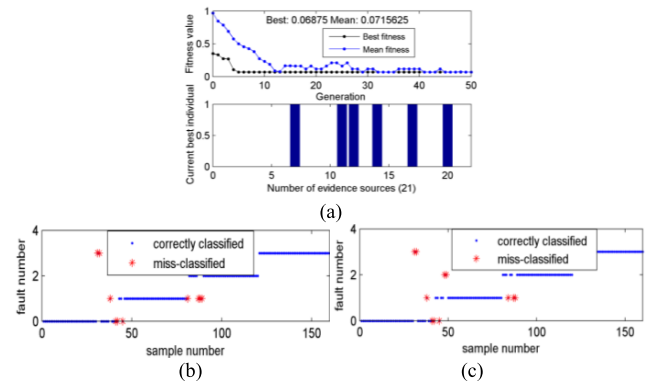 Best: 0.06875 Mean: 0.0715625
Fitness value
1
0.5
0
Best fitness
Mean fitness
0 10 20 30 40 50
Generation
Current best individual
1
0.5
0
0 5 10 15 20
Number of evidence sources (21)
(a)
fault number
4
2
0
correctly classified
miss-classified
0 50 100 150
sample number
(b)
fault number
4
2
0
correctly classified
miss-classified
0 50 100 150
sample number
(c)